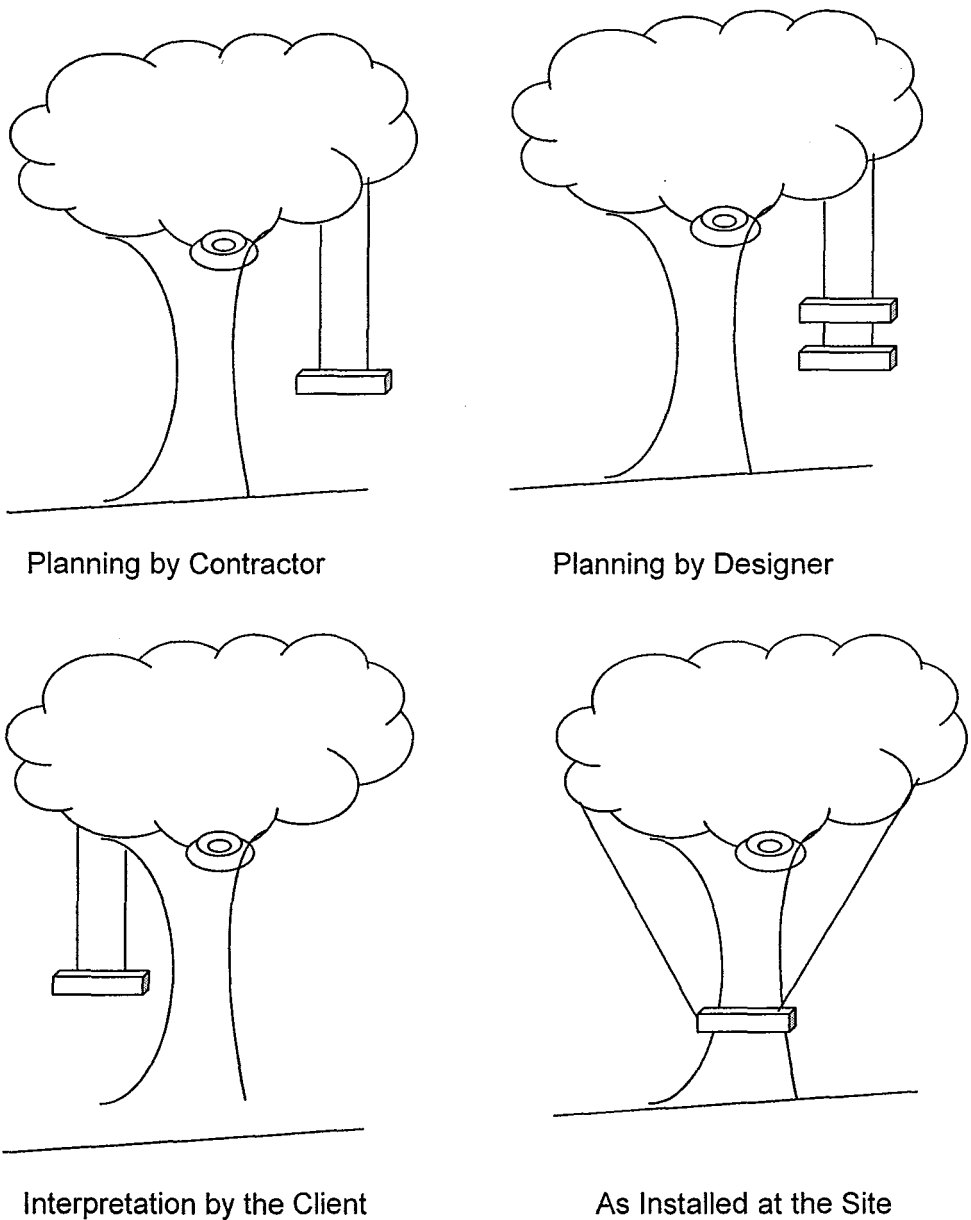 Planning by Contractor
Planning by Designer
Interpretation by the Client
As Installed at the Site